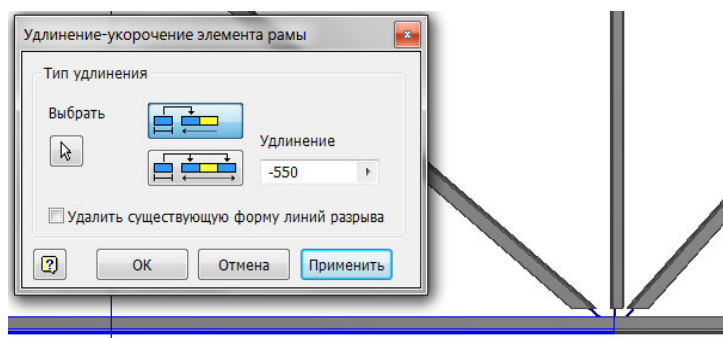 Удлинение-укорочение элемента рамы
Тип удлинения
Выбрать
Удлинение
-550
Удалить существующую форму линий разрыва
ОК
Отмена
Применить